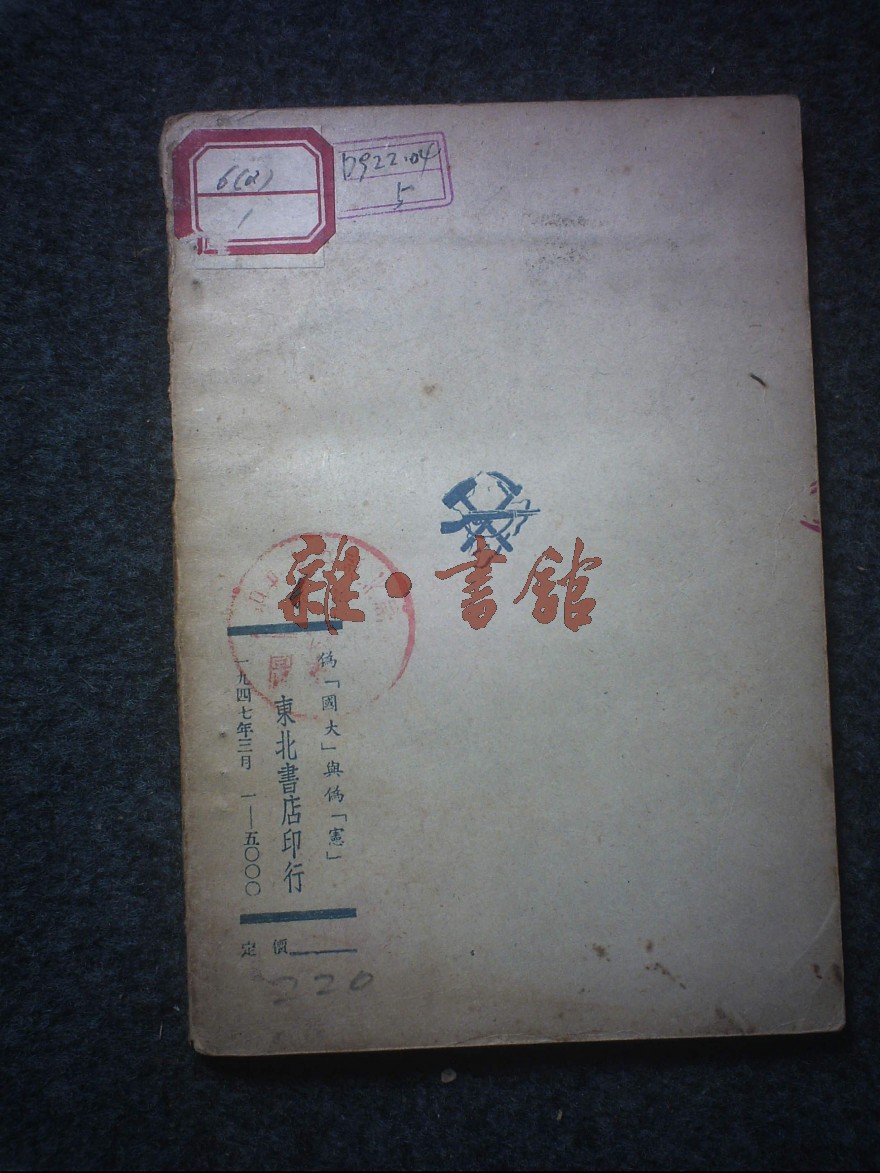 6(2)
1
D922.04
5
雜·書館
偽「國大」與偽「憲」
東北書店印行
一九四七年三月 一—五〇〇〇
定價
220